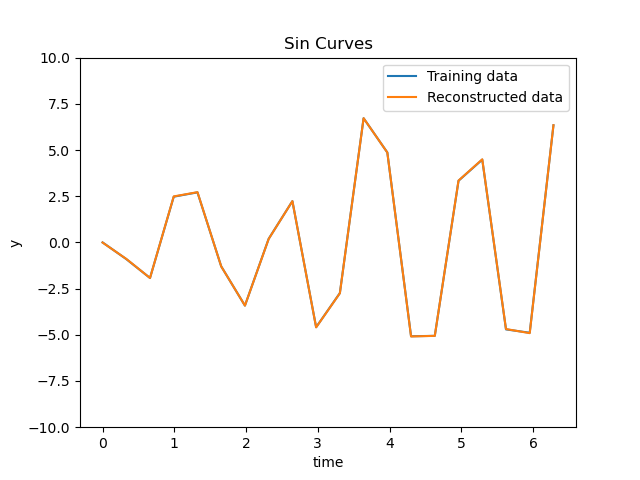 Sin Curves
Training data
Reconstructed data
10.0
7.5
5.0
2.5
0.0
−2.5
−5.0
−7.5
−10.0
y
0 1 2 3 4 5 6
time